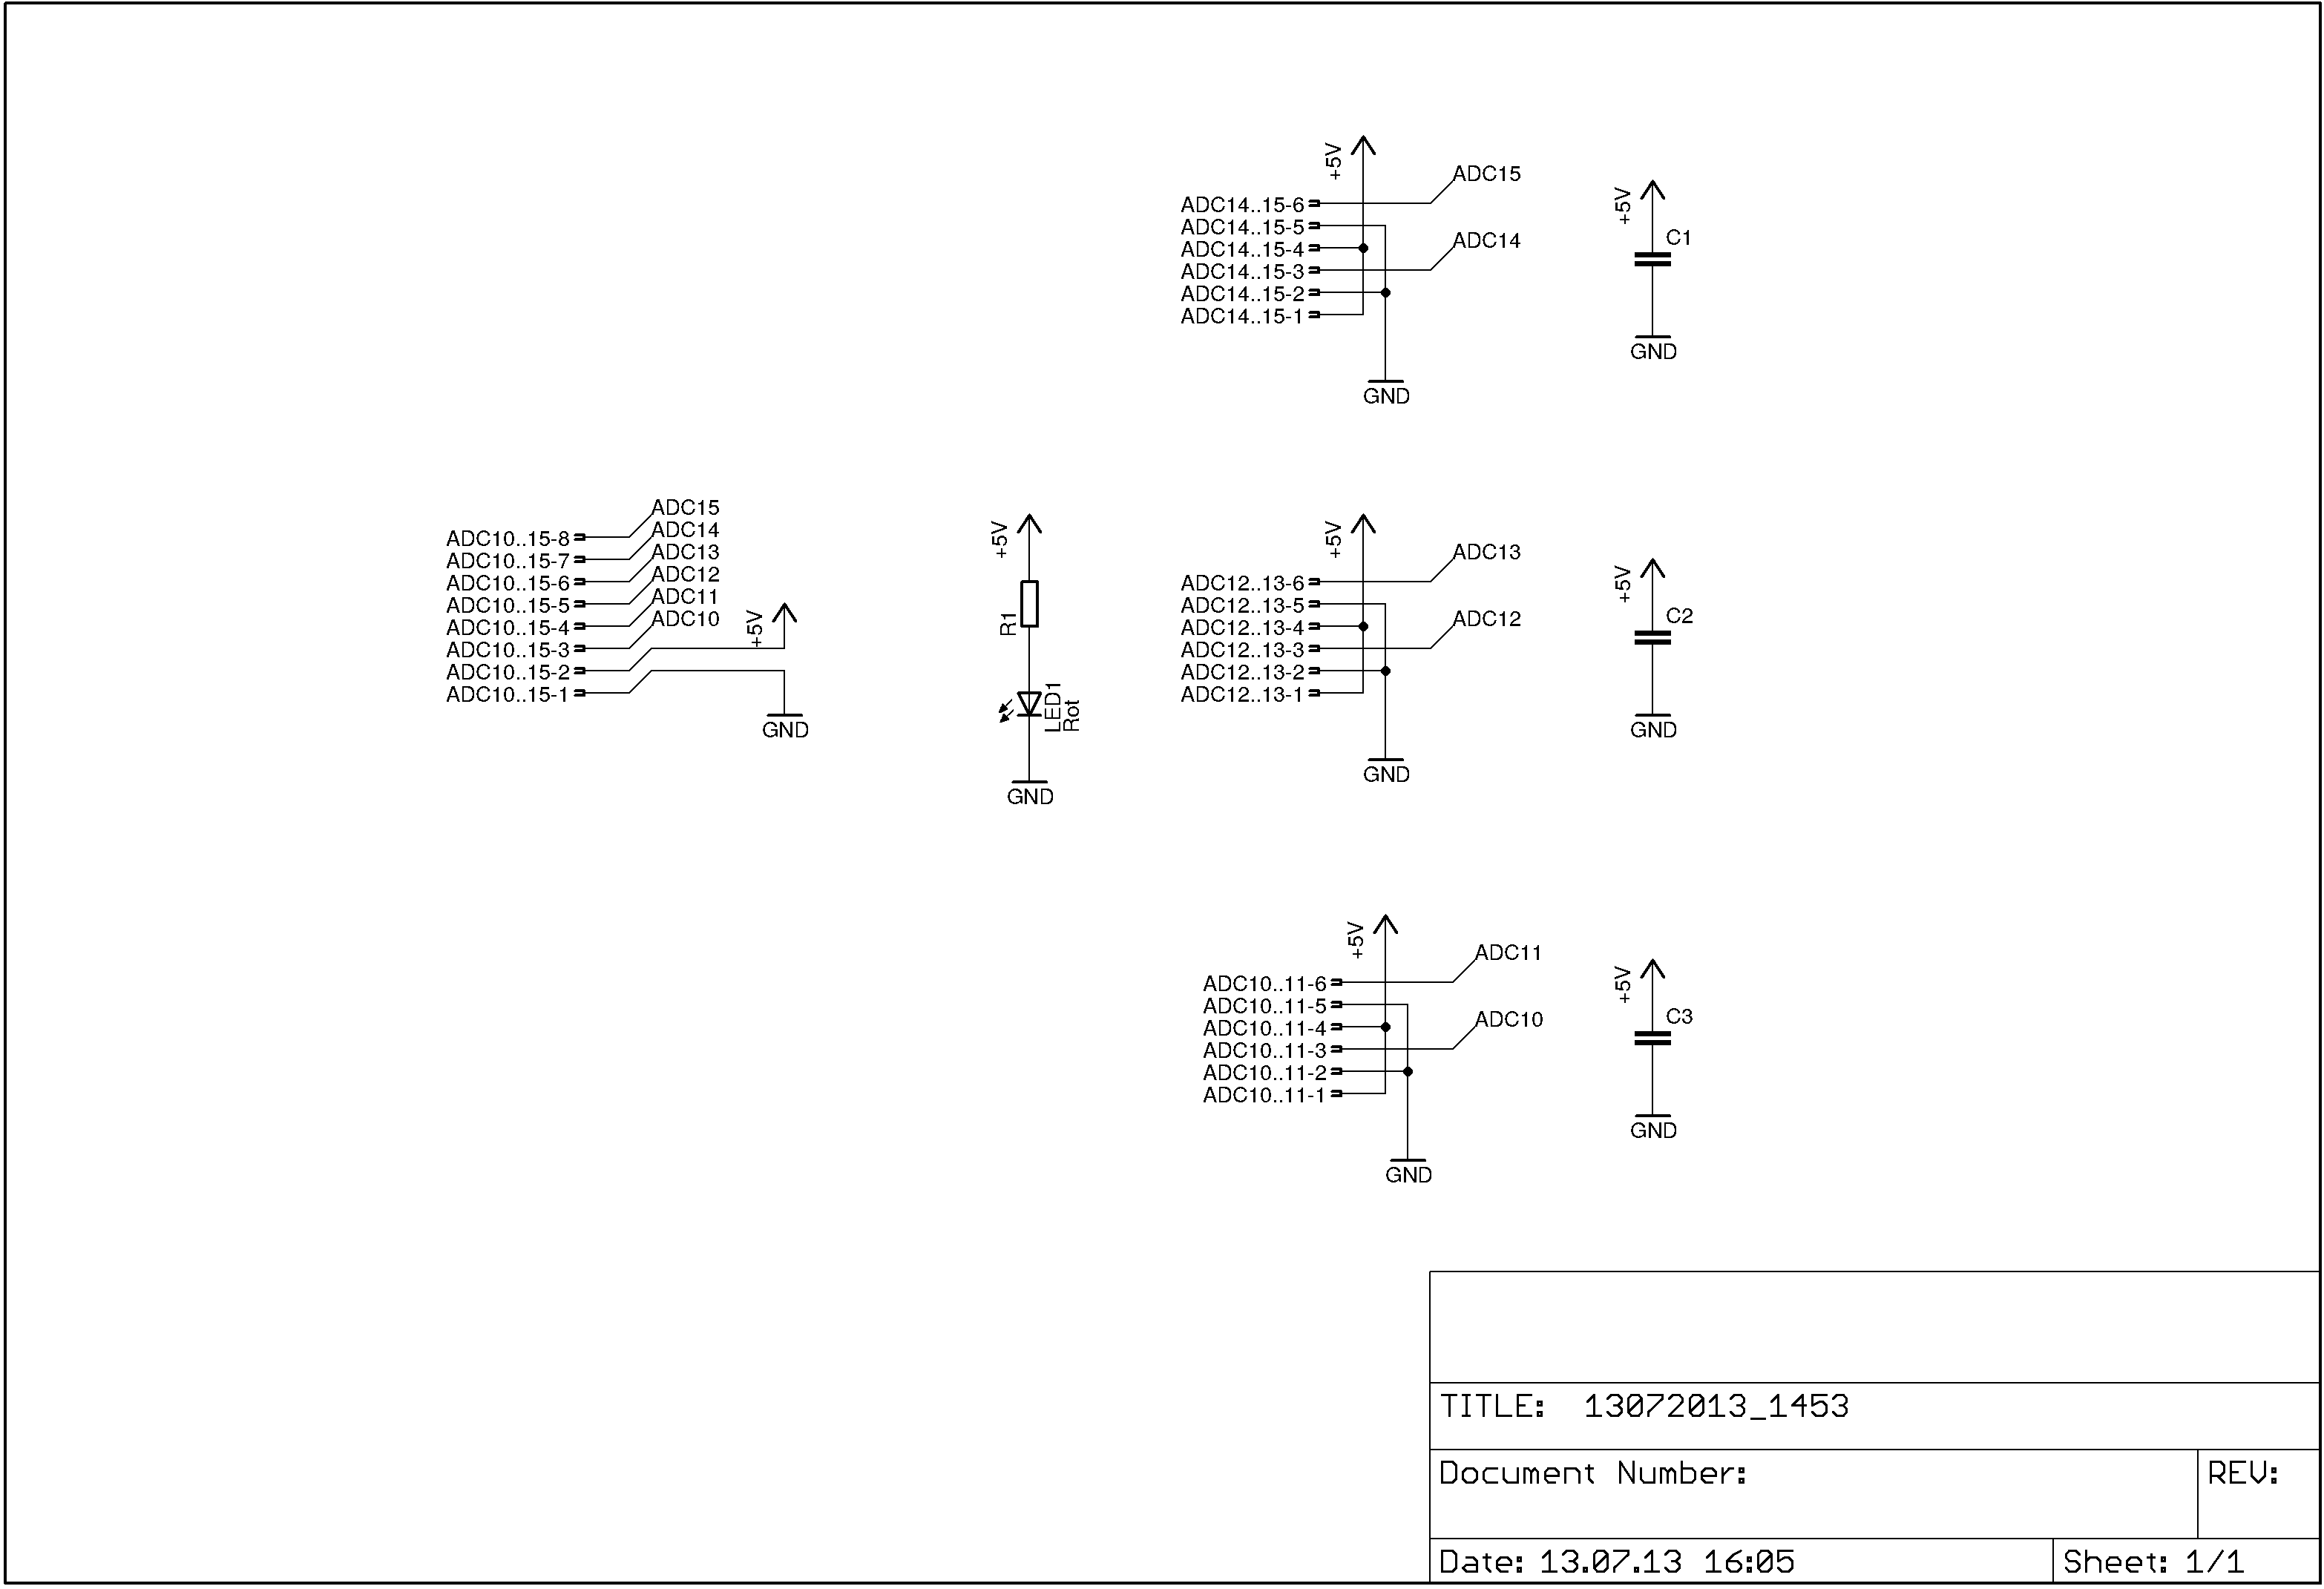 +5V
ADC15
ADC14..15-6
ADC14..15-5
ADC14
ADC14..15-4
ADC14..15-3
ADC14..15-2
ADC14..15-1
GND
+5V
C1
GND
ADC15
ADC10..15-8
ADC14
ADC10..15-7
ADC13
ADC10..15-6
ADC12
ADC10..15-5
ADC11
ADC10..15-4
ADC10
ADC10..15-3
+5V
ADC10..15-2
ADC10..15-1
GND
+5V
R1
LED1
Rot
GND
+5V
ADC13
ADC12..13-6
ADC12..13-5
ADC12
ADC12..13-4
ADC12..13-3
ADC12..13-2
ADC12..13-1
GND
+5V
C2
GND
+5V
ADC11
ADC10..11-6
ADC10..11-5
ADC10
ADC10..11-4
ADC10..11-3
ADC10..11-2
ADC10..11-1
GND
+5V
C3
GND
TITLE: 13072013_1453
Document Number:
REV:
Date: 13.07.13 16:05
Sheet: 1/1